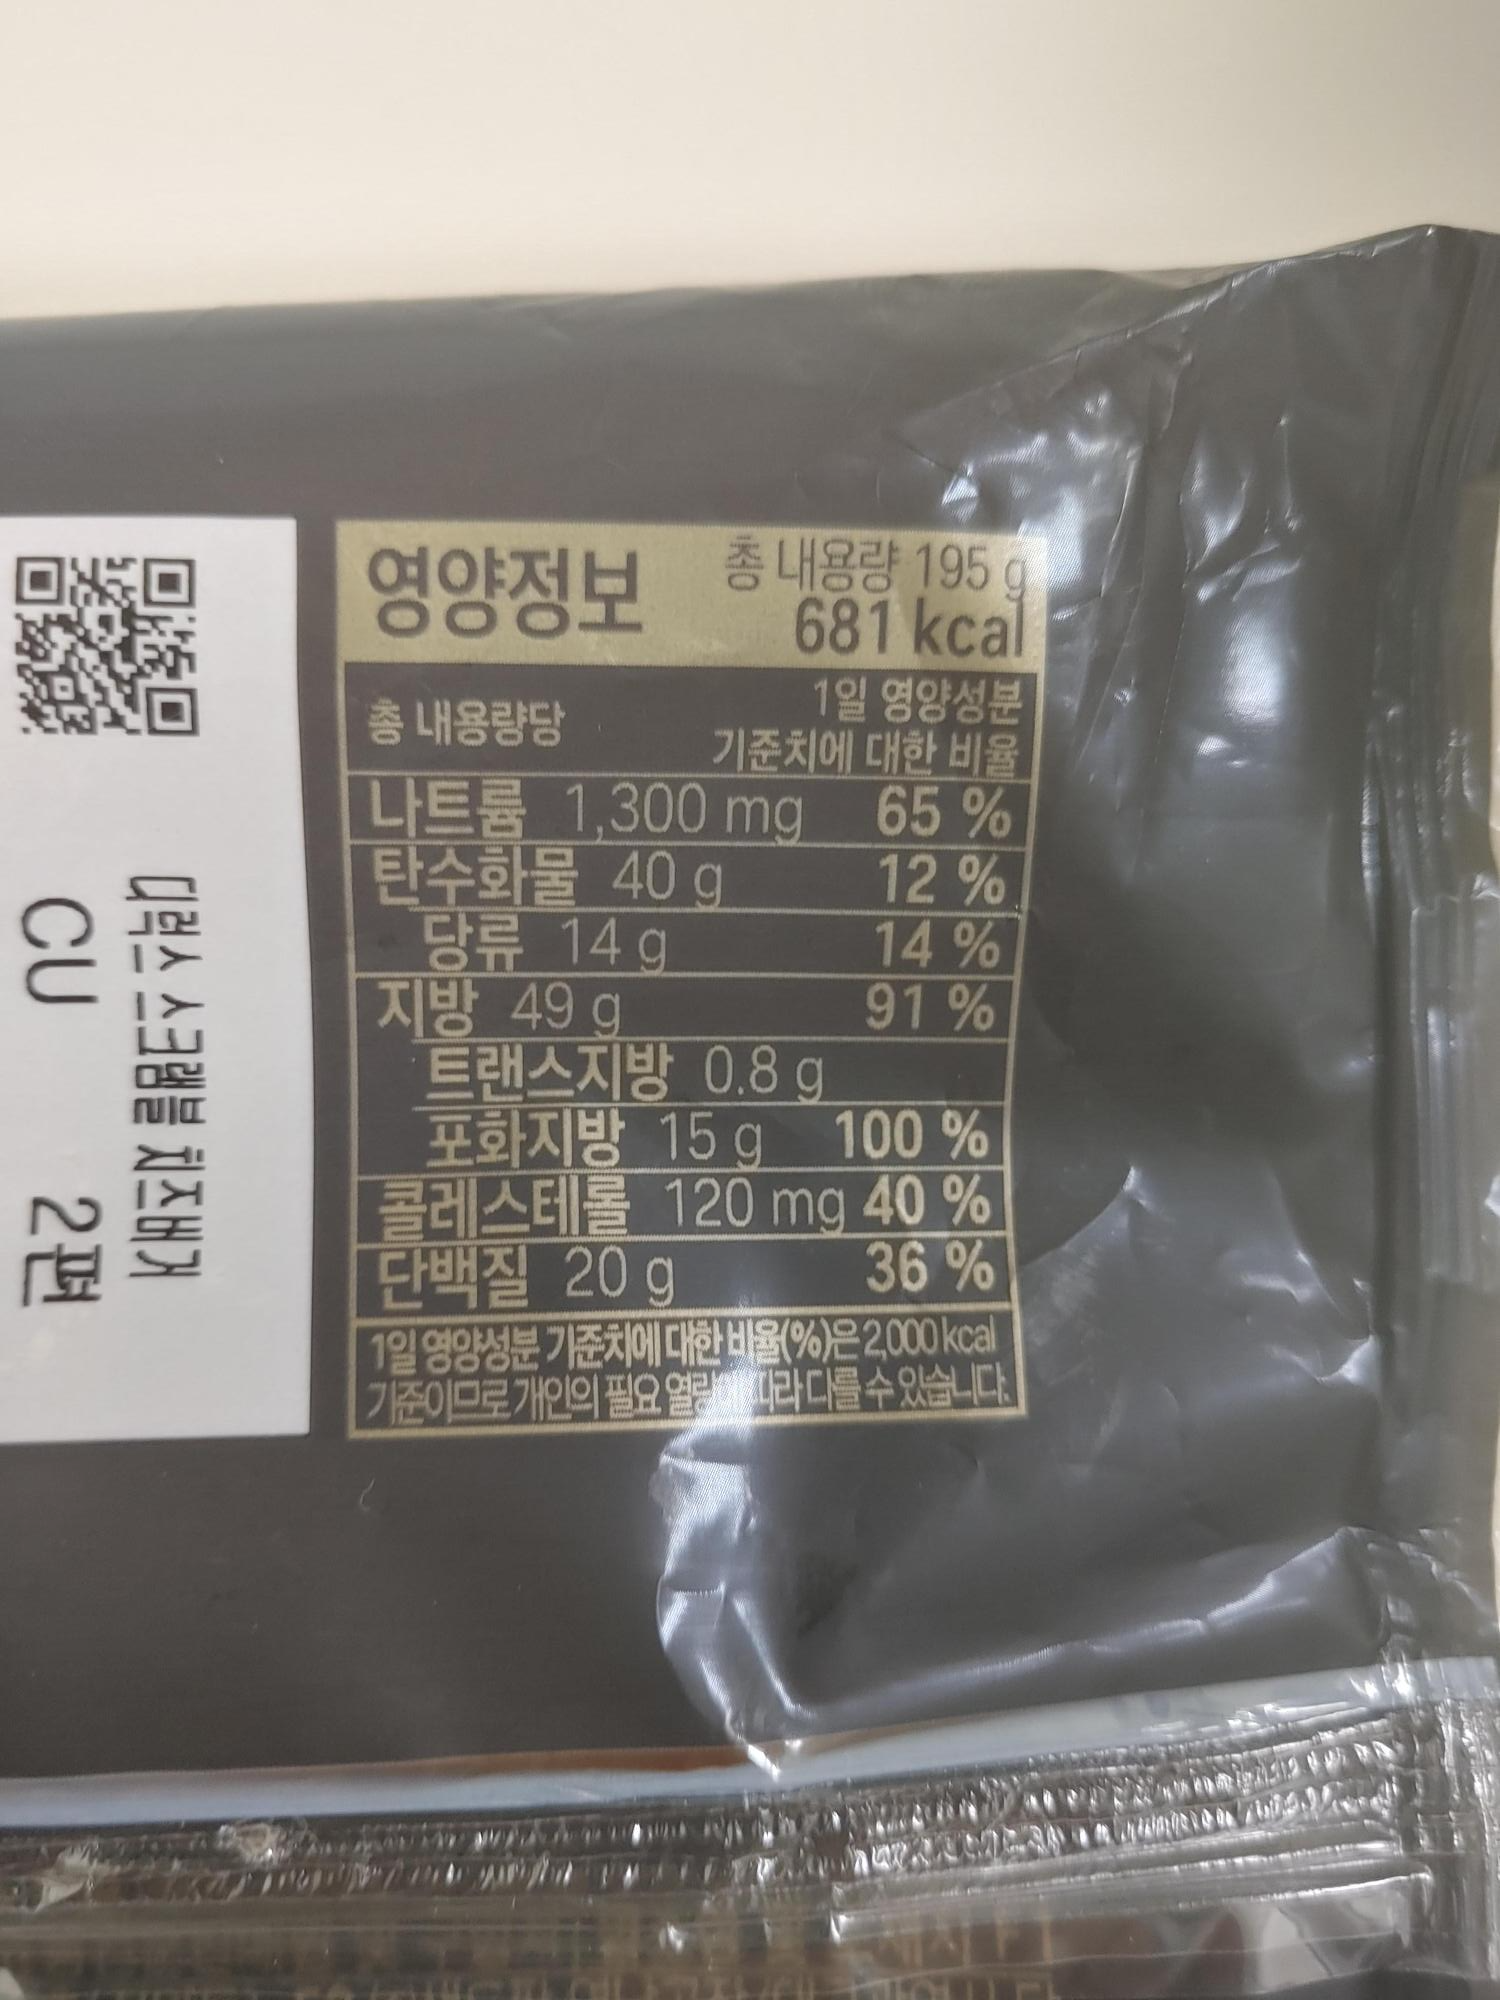 영양정보
총 내용량 195 g
681 kcal
총 내용량당
1일 영양성분
기준치에 대한 비율
나트륨 1,300 mg 65 %
탄수화물 40 g 12 %
당류 14 g 14 %
지방 49 g 91 %
트랜스지방 0.8 g
포화지방 15 g 100 %
콜레스테롤 120 mg 40 %
단백질 20 g 36 %
1일 영양성분 기준치에 대한 비율(%)은 2,000 kcal
기준이므로 개인의 필요 열량에 따라 다를 수 있습니다.
디럭스 스크램블 치즈버거
CU 2편